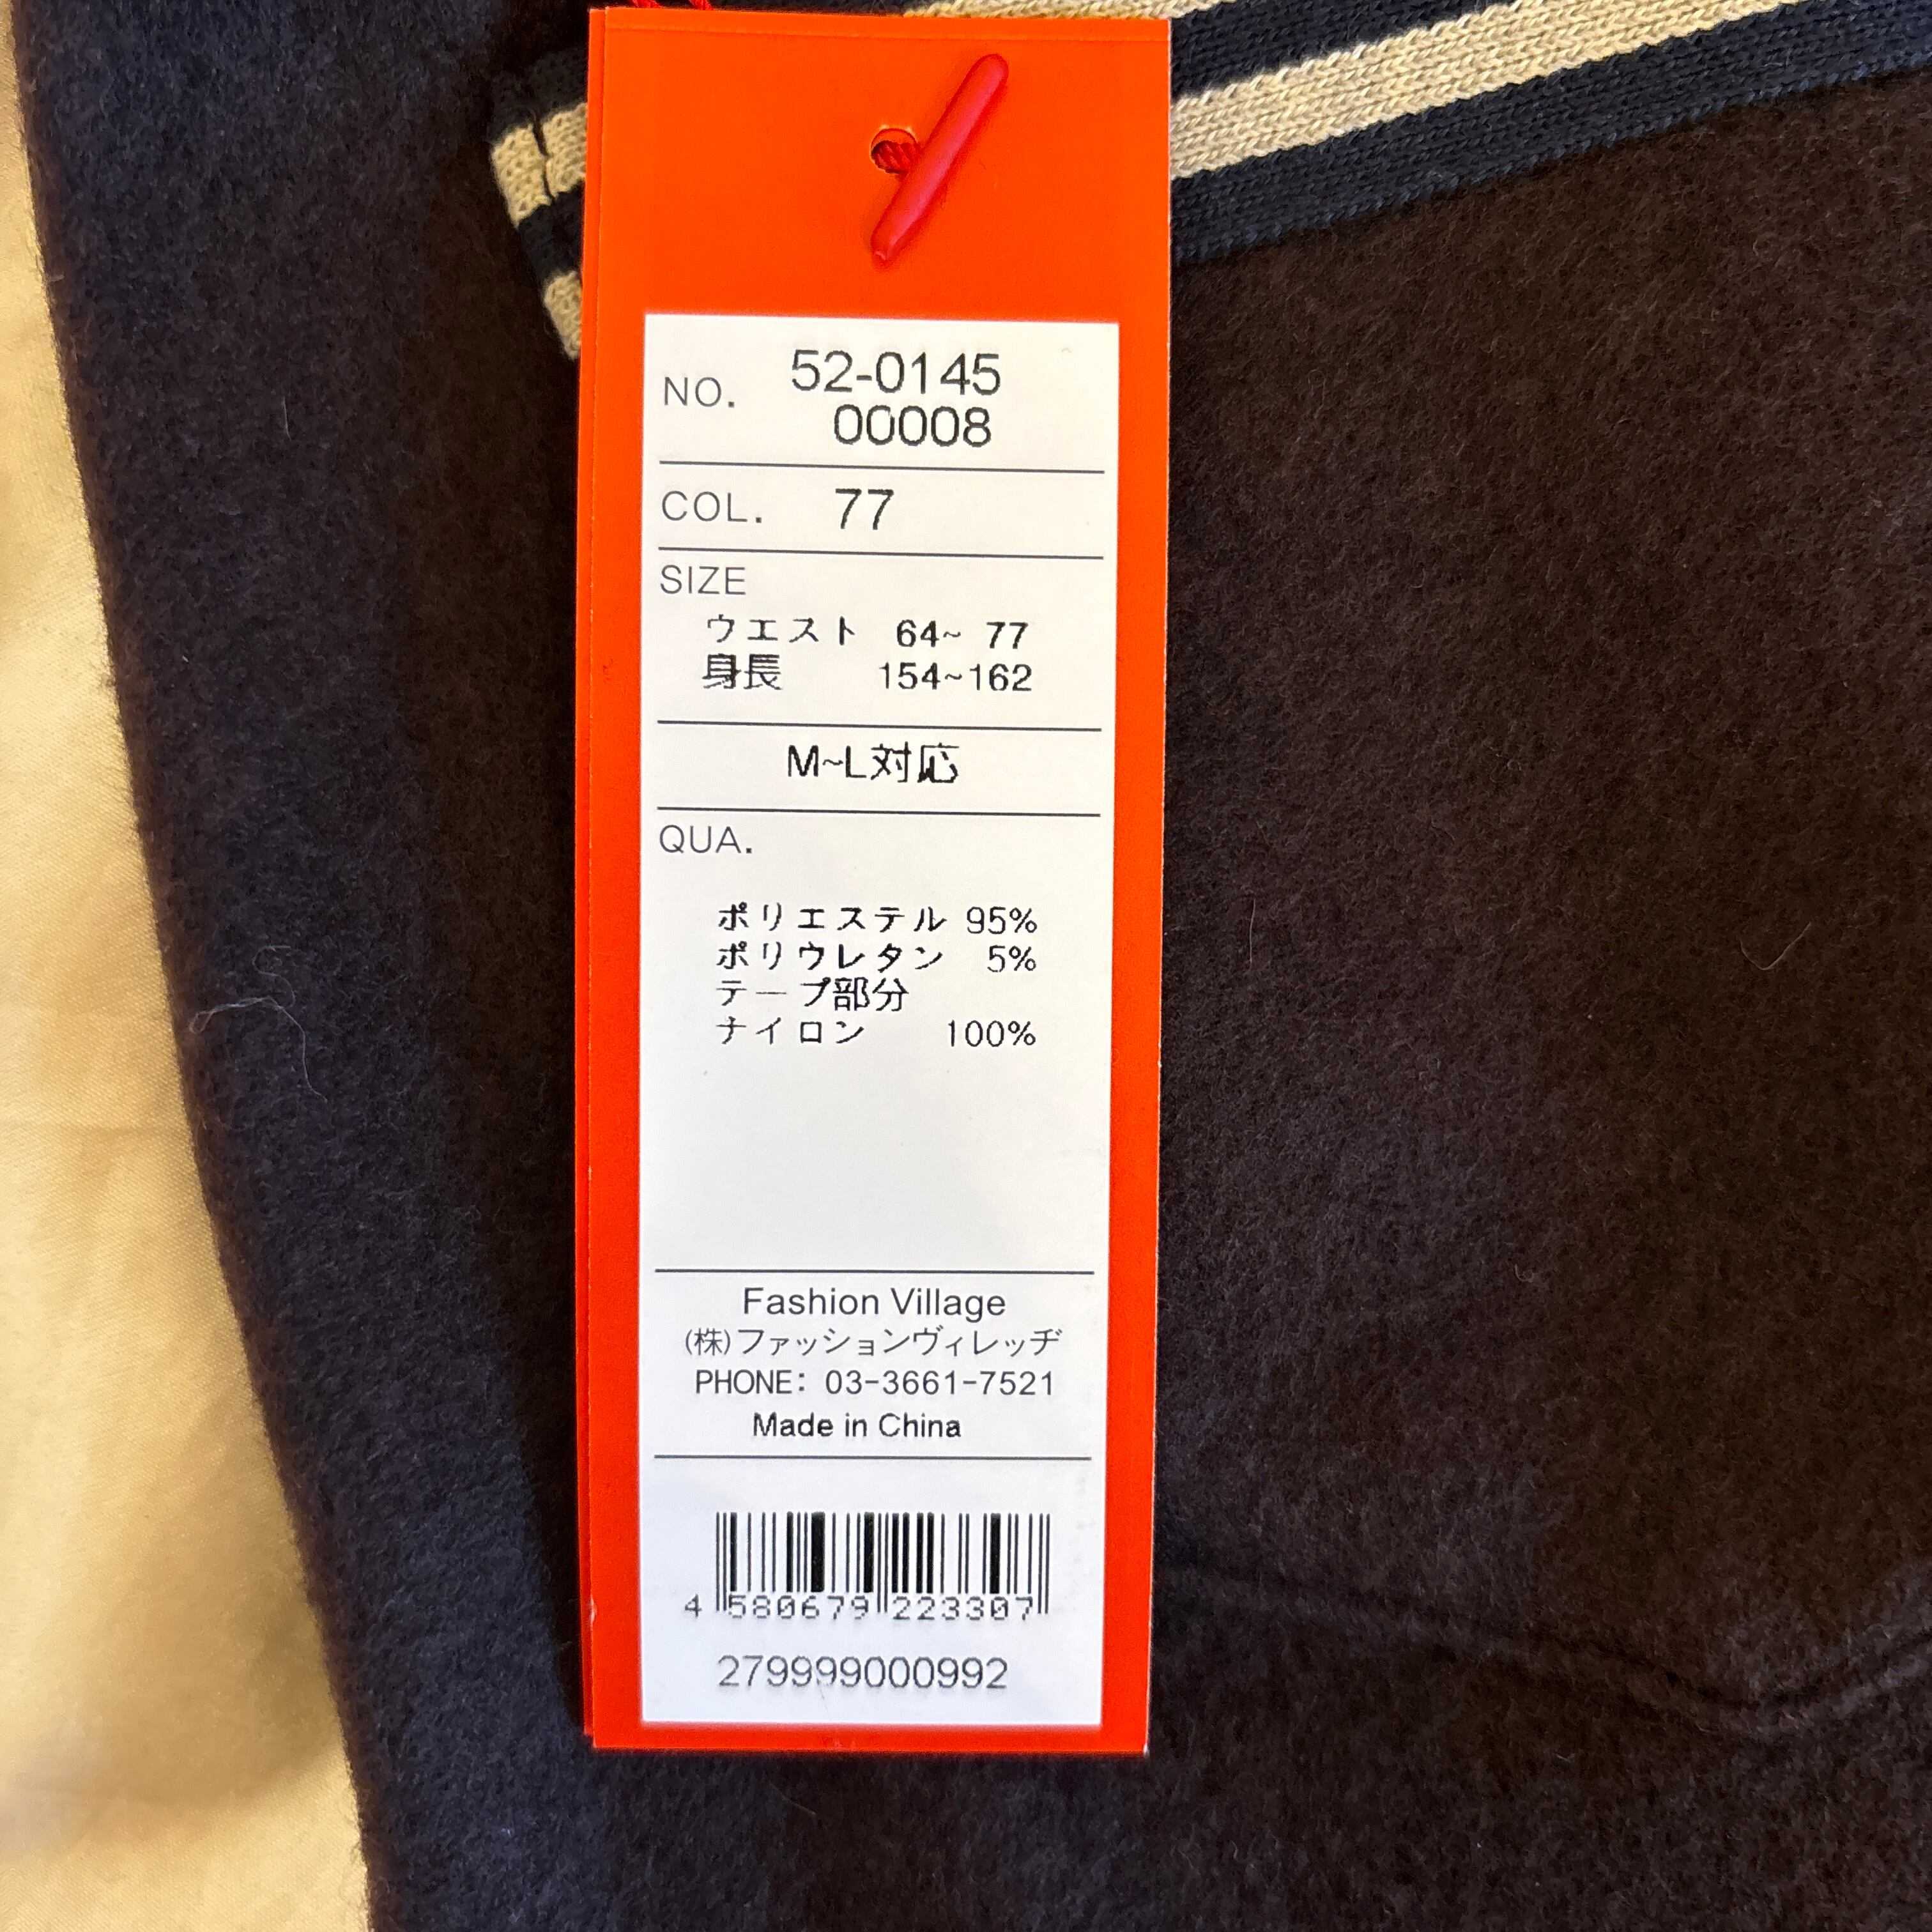 NO. 52-0145
00008
COL. 77
SIZE
ウエスト 64~ 77
身長 154~162
M~L対応
QUA.
ポリエステル 95%
ポリウレタン 5%
テープ部分
ナイロン 100%
Fashion Village
(株)ファッションヴィレッヂ
PHONE: 03-3661-7521
Made in China
4 580679 223307
279999000992